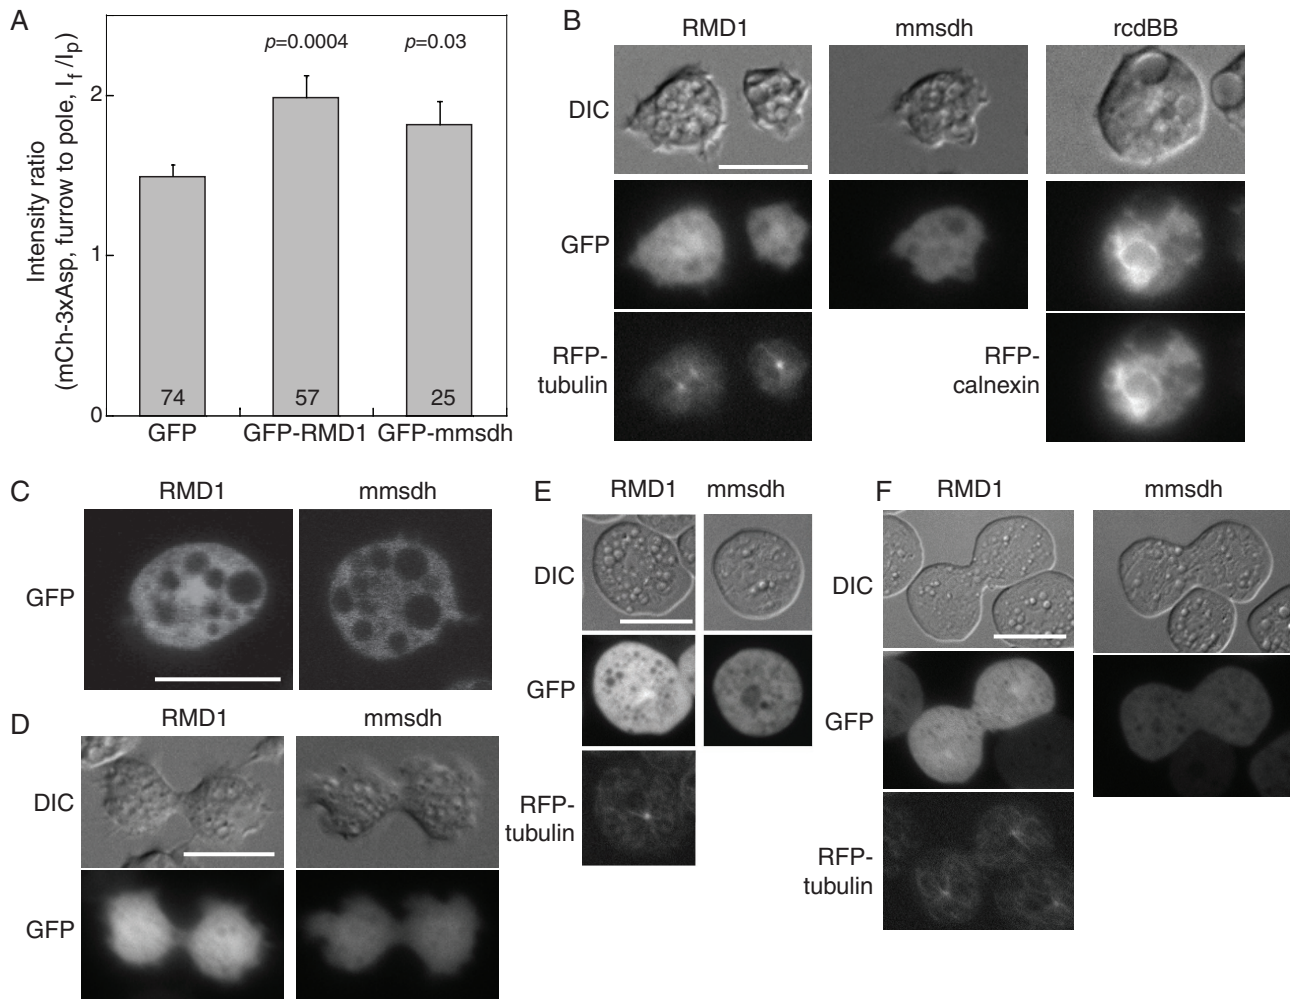 A
Intensity ratio
(mCh-3xAsp, furrow to pole, I_f /I_p)
2
1
0
p=0.0004
p=0.03
74
57
25
GFP
GFP-RMD1
GFP-mmsdh
B
RMD1
mmsdh
rcdBB
DIC
GFP
RFP-
tubulin
RFP-
calnexin
C
RMD1
mmsdh
GFP
D
RMD1
mmsdh
DIC
GFP
E
RMD1
mmsdh
DIC
GFP
RFP-
tubulin
F
RMD1
mmsdh
DIC
GFP
RFP-
tubulin